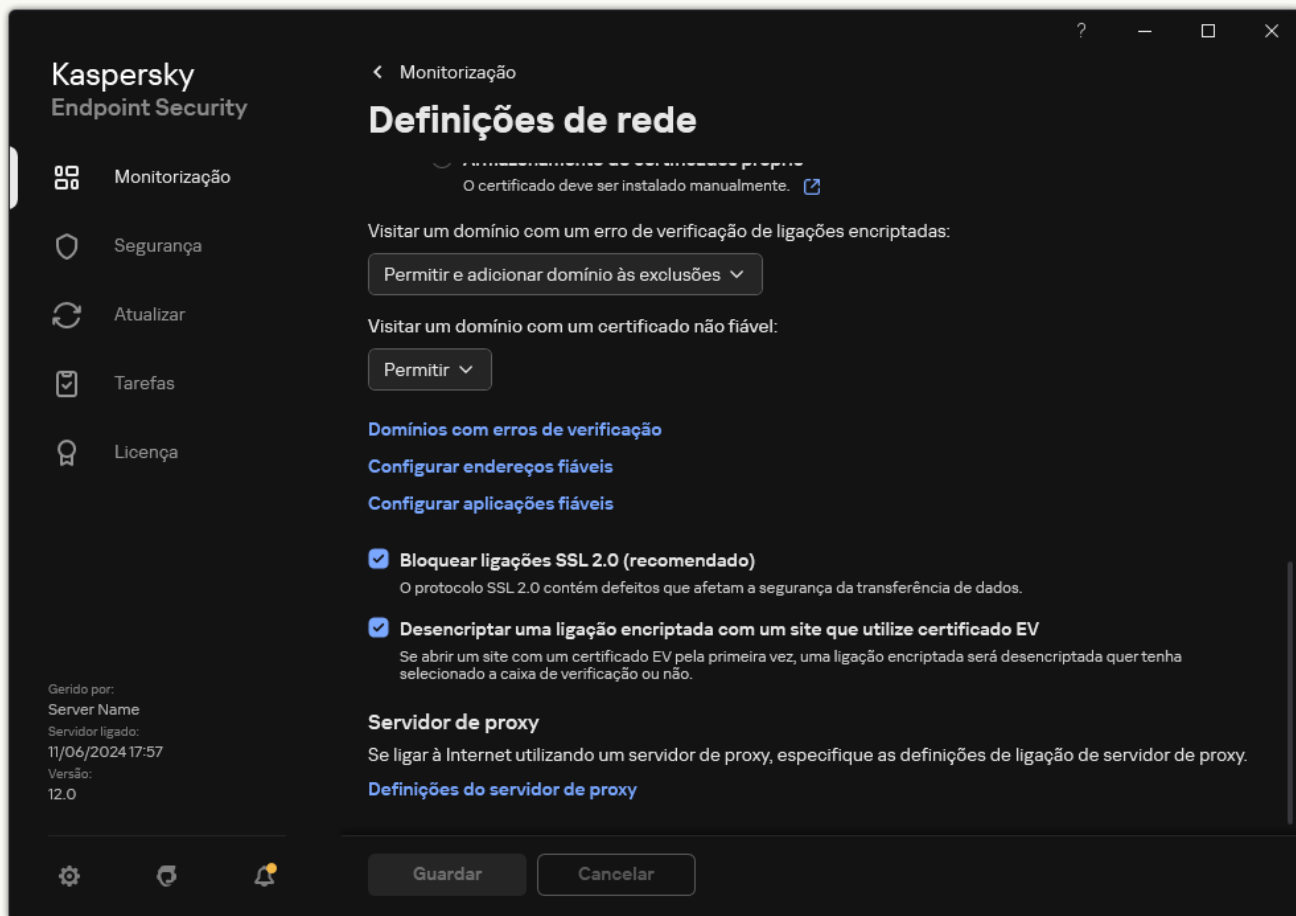 ?
Kaspersky
Endpoint Security
Monitorização
Segurança
Atualizar
Tarefas
Licença
Gerido por:
Server Name
Servidor ligado:
11/06/2024 17:57
Versão:
12.0
Monitorização
Definições de rede
Armazenamento de certificados próprio
O certificado deve ser instalado manualmente.
Visitar um domínio com um erro de verificação de ligações encriptadas:
Permitir e adicionar domínio às exclusões
Visitar um domínio com um certificado não fiável:
Permitir
Domínios com erros de verificação
Configurar endereços fiáveis
Configurar aplicações fiáveis
Bloquear ligações SSL 2.0 (recomendado)
O protocolo SSL 2.0 contém defeitos que afetam a segurança da transferência de dados.
Desencriptar uma ligação encriptada com um site que utilize certificado EV
Se abrir um site com um certificado EV pela primeira vez, uma ligação encriptada será desencriptada quer tenha
selecionado a caixa de verificação ou não.
Servidor de proxy
Se ligar à Internet utilizando um servidor de proxy, especifique as definições de ligação de servidor de proxy.
Definições do servidor de proxy
Guardar
Cancelar